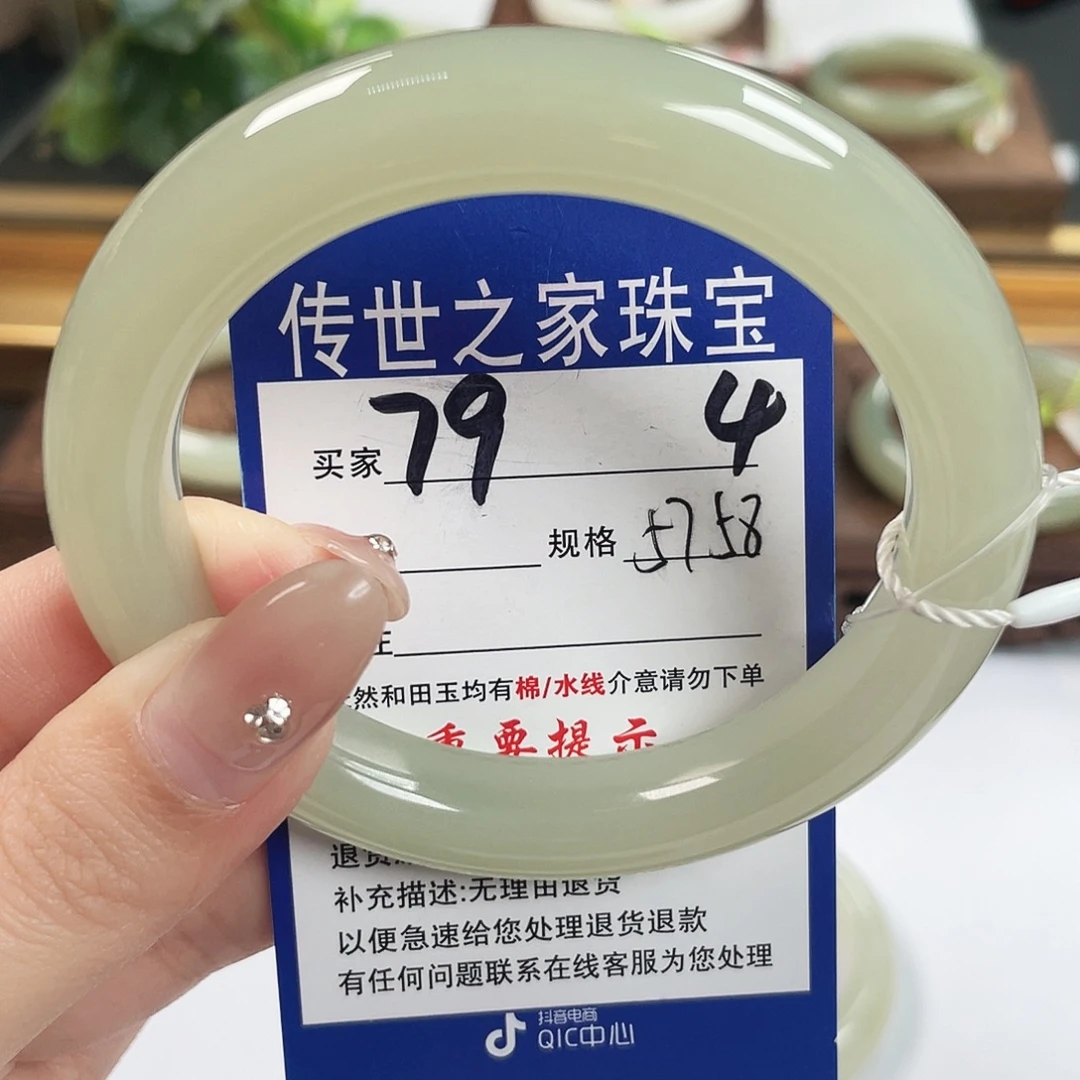 传世之家珠宝
买家 79 4
规格 5758
然和田玉均有棉/水线介意请勿下单
重要提示
退货
补充描述:无理由退货
以便急速给您处理退货退款
有任何问题联系在线客服为您处理
抖音电商
QIC中心